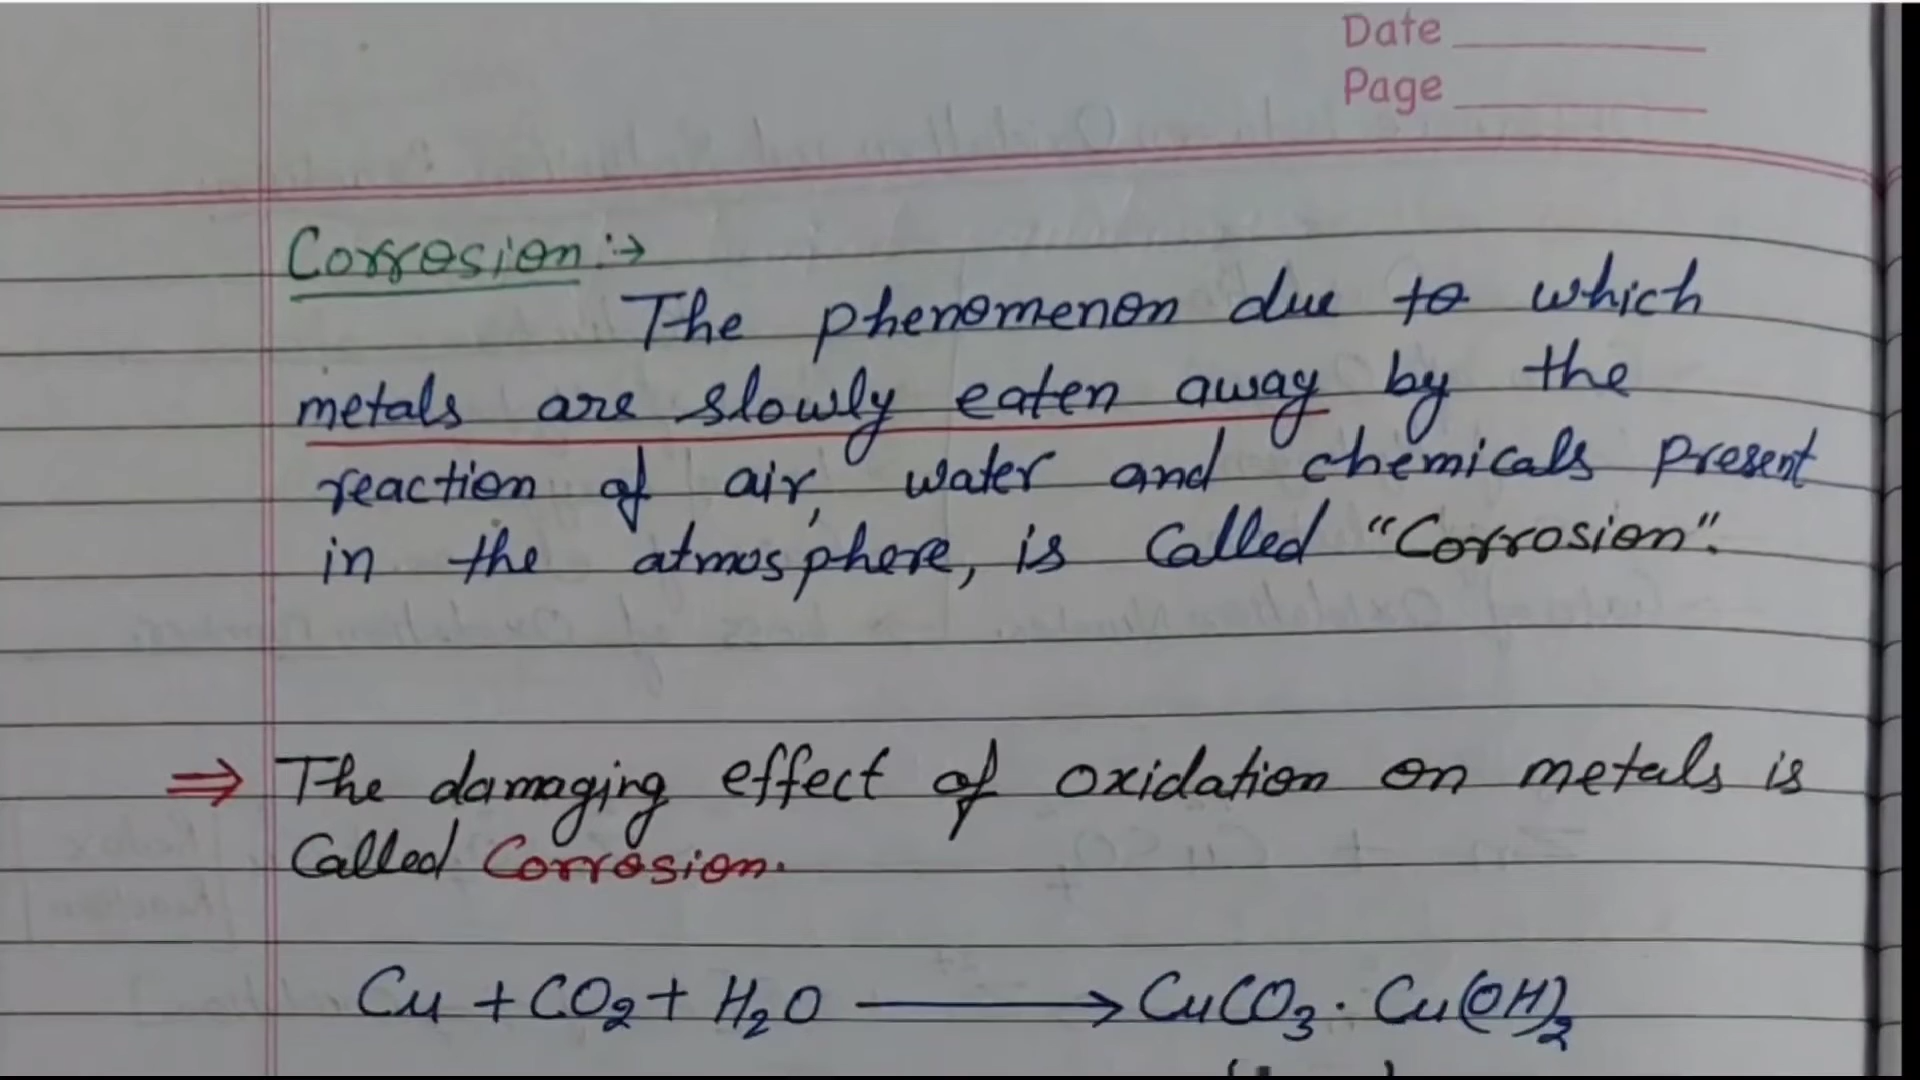 Date
Page
Corrosion:→
The phenomenon due to which
metals are slowly eaten away by the
reaction of air, water and chemicals present
in the atmosphere, is Called "Corrosion".
⇒ The damaging effect of oxidation on metals is
Called Corrosion.
Cu + CO₂ + H₂O ⟶ CuCO₃ · Cu(OH)₂